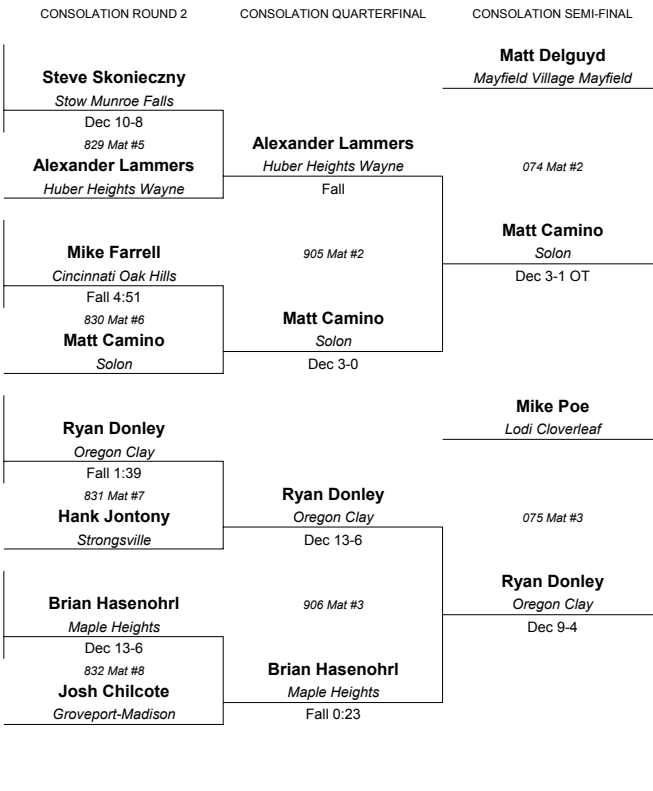 CONSOLATION ROUND 2
CONSOLATION QUARTERFINAL
CONSOLATION SEMI-FINAL
Steve Skonieczny
Stow Munroe Falls
Dec 10-8
829 Mat #5
Alexander Lammers
Huber Heights Wayne
Mike Farrell
Cincinnati Oak Hills
Fall 4:51
830 Mat #6
Matt Camino
Solon
Ryan Donley
Oregon Clay
Fall 1:39
831 Mat #7
Hank Jontony
Strongsville
Brian Hasenohrl
Maple Heights
Dec 13-6
832 Mat #8
Josh Chilcote
Groveport-Madison
Alexander Lammers
Huber Heights Wayne
Fall
905 Mat #2
Matt Camino
Solon
Dec 3-0
Ryan Donley
Oregon Clay
Dec 13-6
906 Mat #3
Brian Hasenohrl
Maple Heights
Fall 0:23
Matt Delguyd
Mayfield Village Mayfield
074 Mat #2
Matt Camino
Solon
Dec 3-1 OT
Mike Poe
Lodi Cloverleaf
075 Mat #3
Ryan Donley
Oregon Clay
Dec 9-4